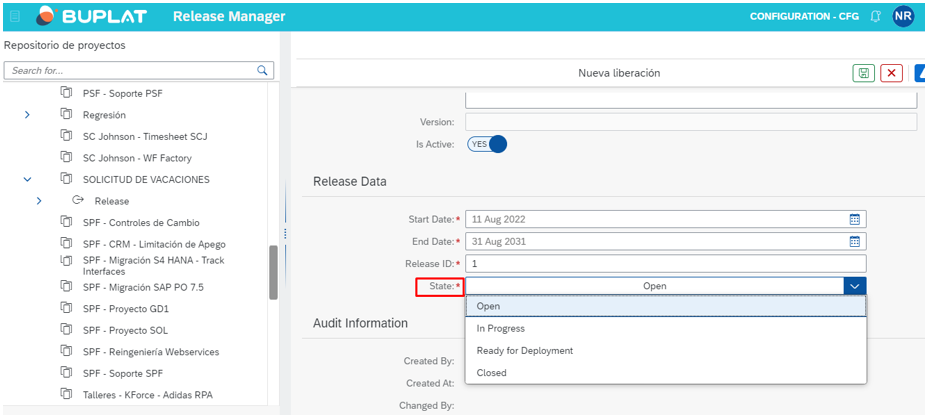 BUPLAT Release Manager CONFIGURATION - CFG NR
Repositorio de proyectos
Search for...
PSF - Soporte PSF
Regresión
SC Johnson - Timesheet SCJ
SC Johnson - WF Factory
SOLICITUD DE VACACIONES
Release
SPF - Controles de Cambio
SPF - CRM - Limitación de Apego
SPF - Migración S4 HANA - Track
Interfaces
SPF - Migración SAP PO 7.5
SPF - Proyecto GD1
SPF - Proyecto SOL
SPF - Reingeniería Webservices
SPF - Soporte SPF
Talleres - KForce - Adidas RPA
Nueva liberación
Version:
Is Active: YES
Release Data
Start Date:* 11 Aug 2022
End Date:* 31 Aug 2031
Release ID:* 1
State:* Open
Open
In Progress
Ready for Deployment
Closed
Audit Information
Created By:
Created At:
Changed By: